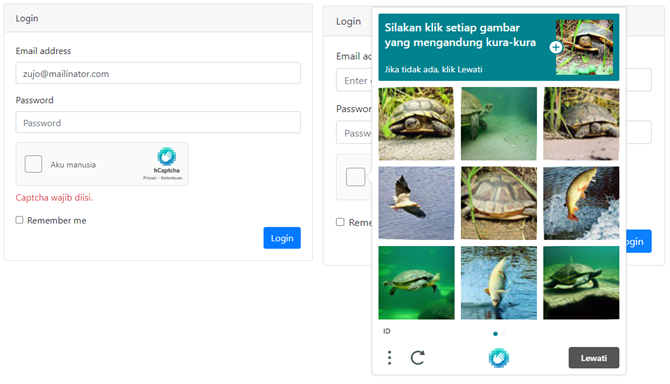 Login
Email address
zujo@mailinator.com
Password
Password
Aku manusia
hCaptcha
Privasi - Ketentuan
Captcha wajib diisi.
Remember me
Login
Login
Email ad
Enter e
Passwor
Passw
Reme
ogin
Silakan klik setiap gambar
yang mengandung kura-kura
Jika tidak ada, klik Lewati
ID
Lewati